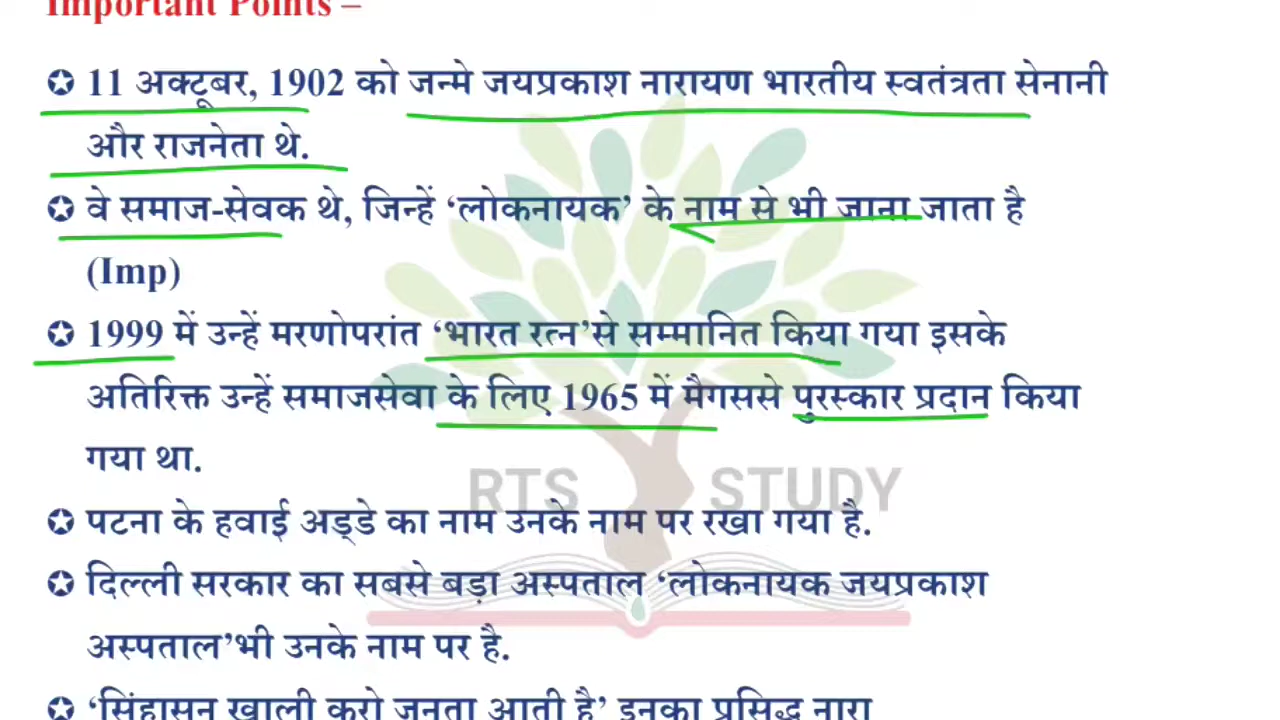 Important Points –
✪ 11 अक्टूबर, 1902 को जन्मे जयप्रकाश नारायण भारतीय स्वतंत्रता सेनानी
और राजनेता थे.
✪ वे समाज-सेवक थे, जिन्हें ‘लोकनायक’ के नाम से भी जाना जाता है
(Imp)
✪ 1999 में उन्हें मरणोपरांत ‘भारत रत्न’से सम्मानित किया गया इसके
अतिरिक्त उन्हें समाजसेवा के लिए 1965 में मैगससे पुरस्कार प्रदान किया
गया था.
RTS STUDY
✪ पटना के हवाई अड्डे का नाम उनके नाम पर रखा गया है.
✪ दिल्ली सरकार का सबसे बड़ा अस्पताल ‘लोकनायक जयप्रकाश
अस्पताल’भी उनके नाम पर है.
✪ ‘सिंहासन खाली करो जनता आती है’ इनका प्रसिद्ध नारा